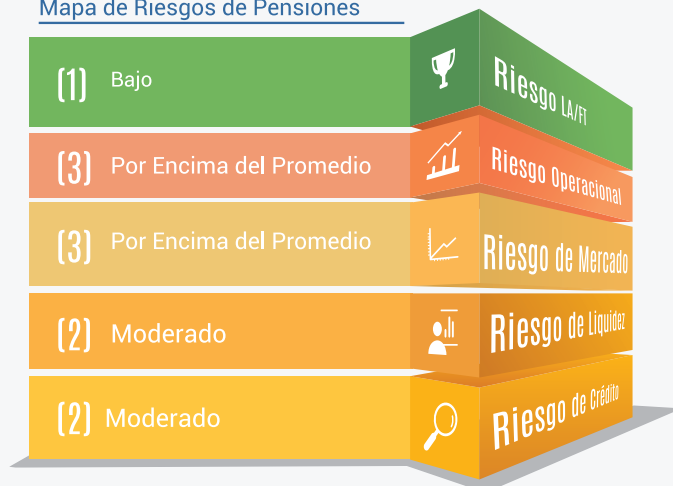 Mapa de Riesgos de Pensiones
(1) Bajo
Riesgo LA/FT
(3) Por Encima del Promedio
Riesgo Operacional
(3) Por Encima del Promedio
Riesgo de Mercado
(2) Moderado
Riesgo de Liquidez
(2) Moderado
Riesgo de Crédito